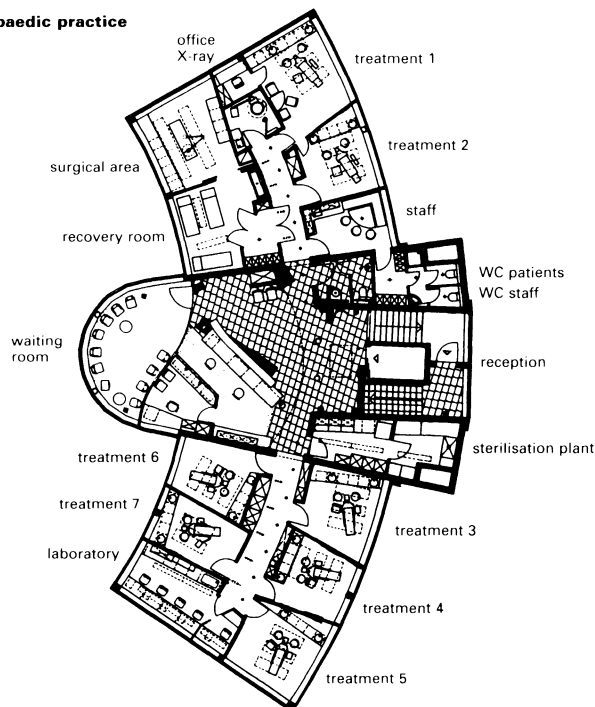 paedic practice
office
X-ray
treatment 1
treatment 2
surgical area
staff
recovery room
WC patients
WC staff
waiting
room
reception
sterilisation plant
treatment 6
treatment 7
treatment 3
laboratory
treatment 4
treatment 5